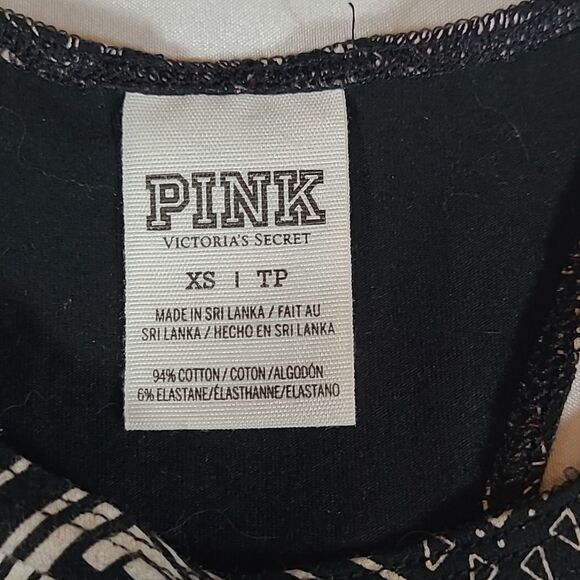 PINK
VICTORIA'S SECRET
XS | TP
MADE IN SRI LANKA / FAIT AU
SRI LANKA / HECHO EN SRI LANKA
94% COTTON / COTON /ALGODÓN
6% ELASTANE/ÉLASTHANNE/ELASTANO